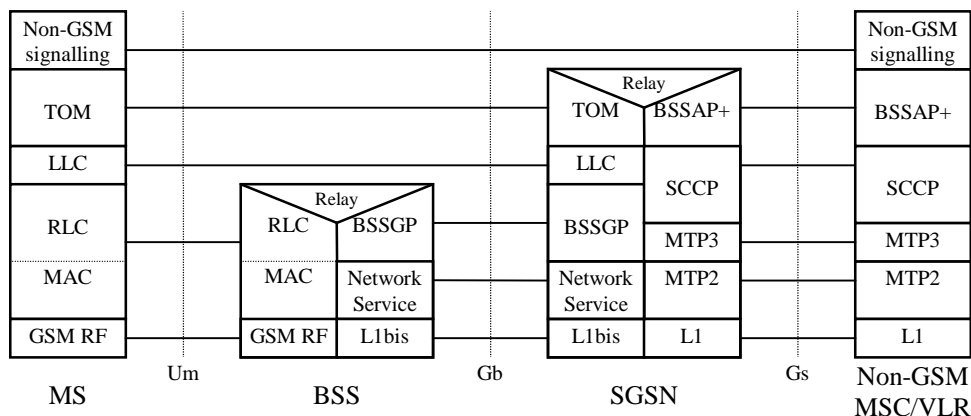 Non-GSM
signalling
Non-GSM
signalling
Relay
TOM
TOM
BSSAP+
BSSAP+
LLC
LLC
SCCP
SCCP
Relay
RLC
RLC
BSSGP
BSSGP
MTP3
MTP3
MAC
MAC
Network
Service
Network
Service
MTP2
MTP2
GSM RF
GSM RF
L1bis
L1bis
L1
L1
Um
Gb
Gs
MS
BSS
SGSN
Non-GSM
MSC/VLR